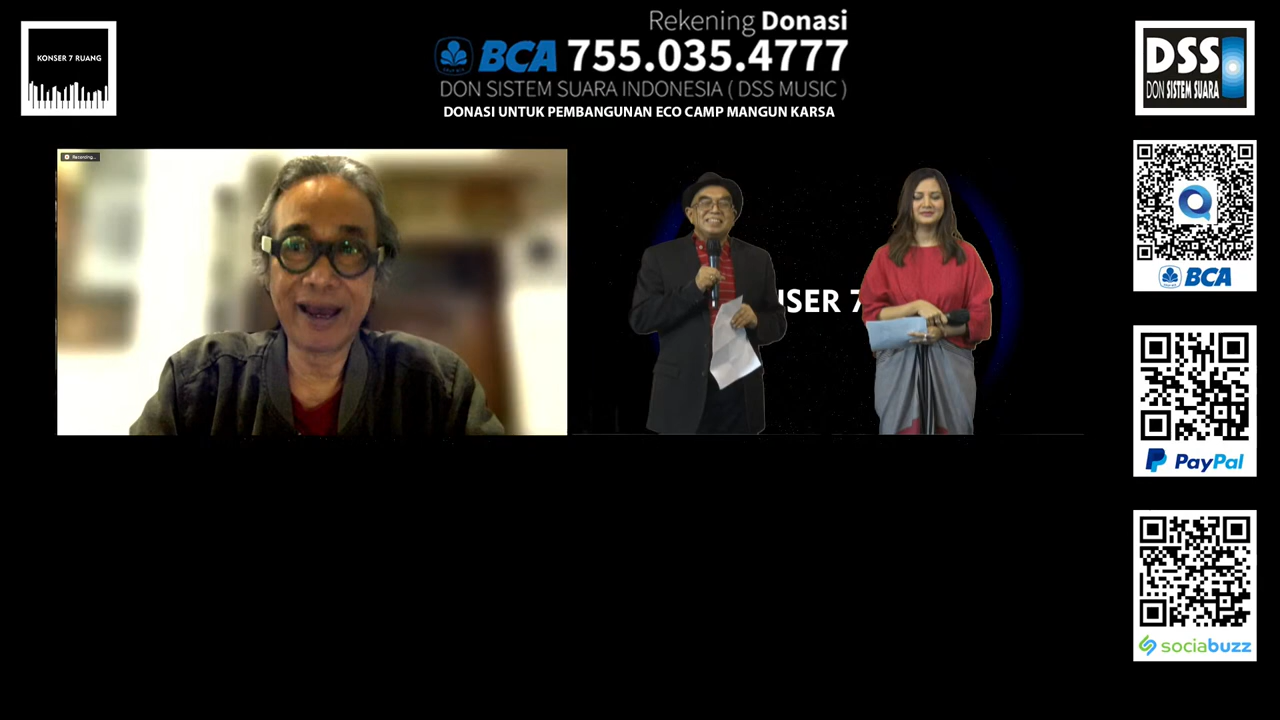 KONSER 7 RUANG
Rekening Donasi
BCA 755.035.4777
DON SISTEM SUARA INDONESIA ( DSS MUSIC )
DONASI UNTUK PEMBANGUNAN ECO CAMP MANGUN KARSA
DSS
DON SISTEM SUARA
Recording...
NSER 7
BCA
PayPal
sociabuzz